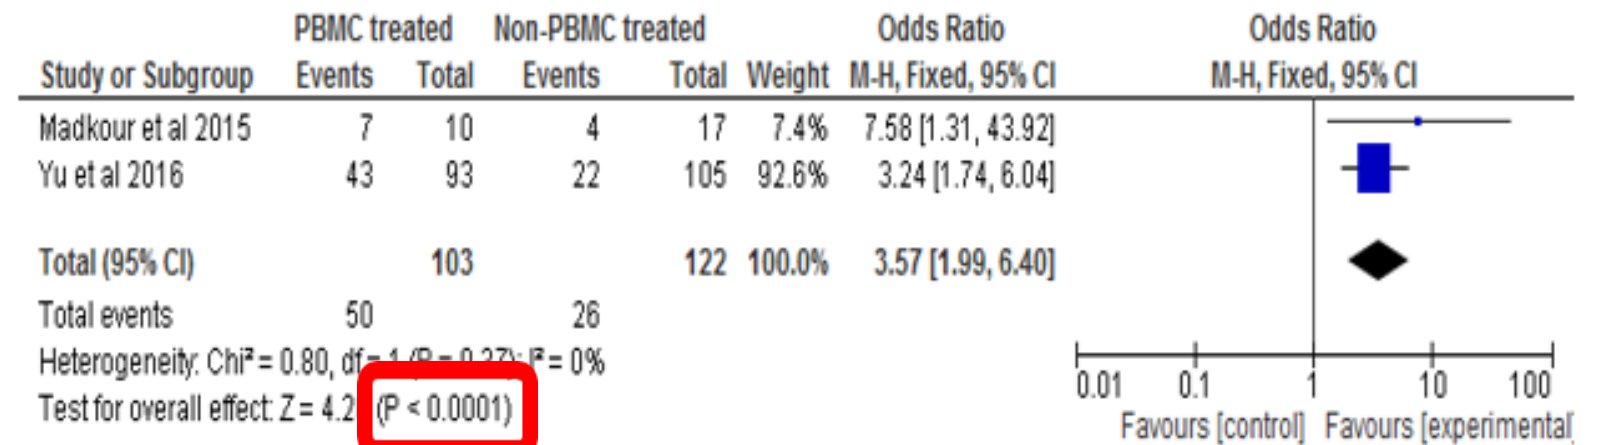 PBMC treated Non-PBMC treated Odds Ratio Odds Ratio
Study or Subgroup Events Total Events Total Weight M-H, Fixed, 95% CI M-H, Fixed, 95% CI
Madkour et al 2015 7 10 4 17 7.4% 7.58 [1.31, 43.92]
Yu et al 2016 43 93 22 105 92.6% 3.24 [1.74, 6.04]
Total (95% CI) 103 122 100.0% 3.57 [1.99, 6.40]
Total events 50 26
Heterogeneity: Chi² = 0.80, df = 1 (P = 0.37); I² = 0%
Test for overall effect: Z = 4.2 (P < 0.0001)
0.01 0.1 1 10 100
Favours [control] Favours [experimental